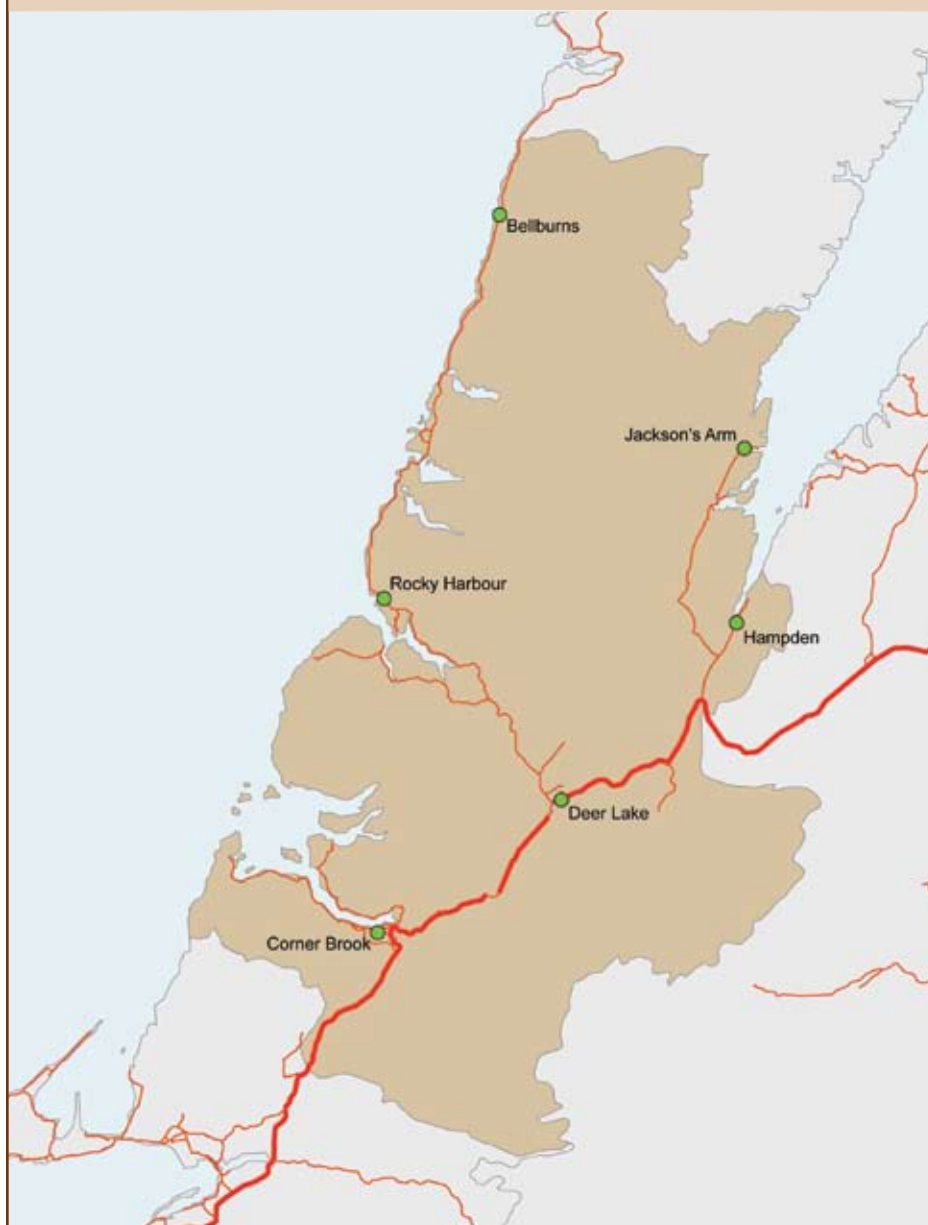 Bellburns
Jackson's Arm
Rocky Harbour
Hampden
Deer Lake
Corner Brook